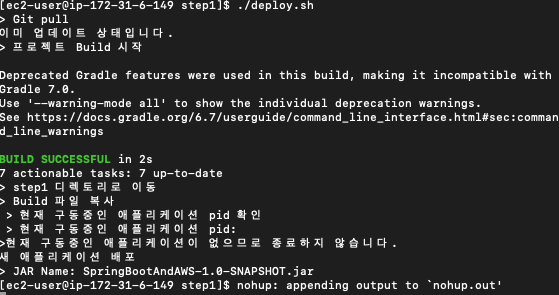 [ec2-user@ip-172-31-6-149 step1]$ ./deploy.sh
> Git pull
이미 업데이트 상태입니다.
> 프로젝트 Build 시작
Deprecated Gradle features were used in this build, making it incompatible with
Gradle 7.0.
Use '--warning-mode all' to show the individual deprecation warnings.
See https://docs.gradle.org/6.7/userguide/command_line_interface.html#sec:comman
d_line_warnings
BUILD SUCCESSFUL in 2s
7 actionable tasks: 7 up-to-date
> step1 디렉토리로 이동
> Build 파일 복사
 > 현재 구동중인 애플리케이션 pid 확인
 > 현재 구동중인 애플리케이션 pid:
>현재 구동중인 애플리케이션이 없으므로 종료하지 않습니다.
새 애플리케이션 배포
> JAR Name: SpringBootAndAWS-1.0-SNAPSHOT.jar
[ec2-user@ip-172-31-6-149 step1]$ nohup: appending output to `nohup.out'